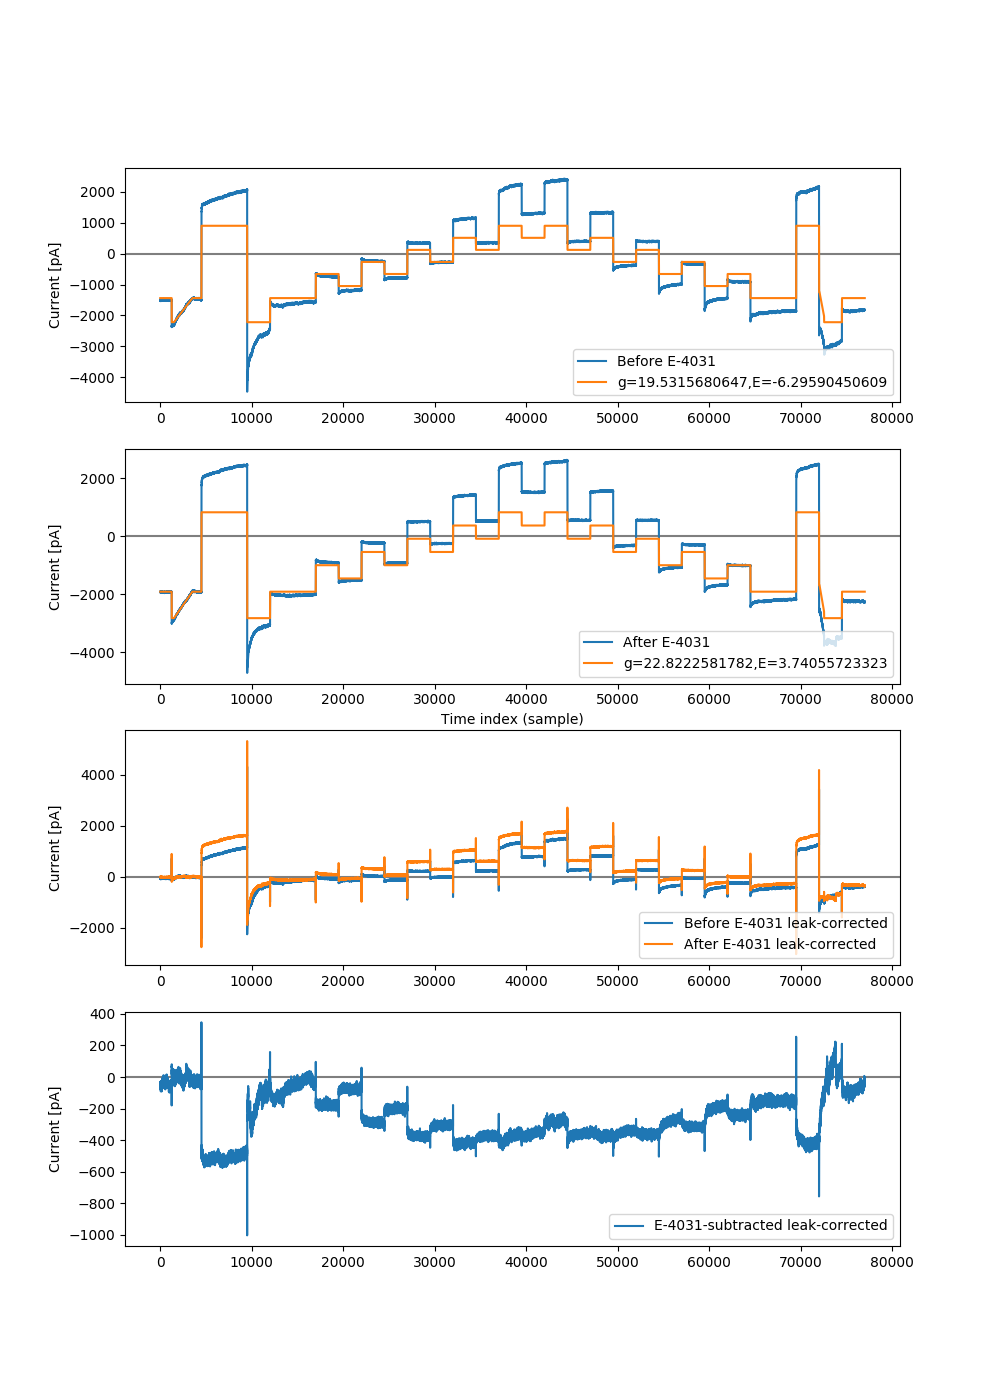 2000
1000
0
−1000
−2000
−3000
−4000
Current [pA]
Before E-4031
g=19.5315680647,E=-6.29590450609
0 10000 20000 30000 40000 50000 60000 70000 80000
2000
0
−2000
−4000
Current [pA]
After E-4031
g=22.8222581782,E=3.74055723323
0 10000 20000 30000 40000 50000 60000 70000 80000
Time index (sample)
4000
2000
0
−2000
Current [pA]
Before E-4031 leak-corrected
After E-4031 leak-corrected
0 10000 20000 30000 40000 50000 60000 70000 80000
400
200
0
−200
−400
−600
−800
−1000
Current [pA]
E-4031-subtracted leak-corrected
0 10000 20000 30000 40000 50000 60000 70000 80000